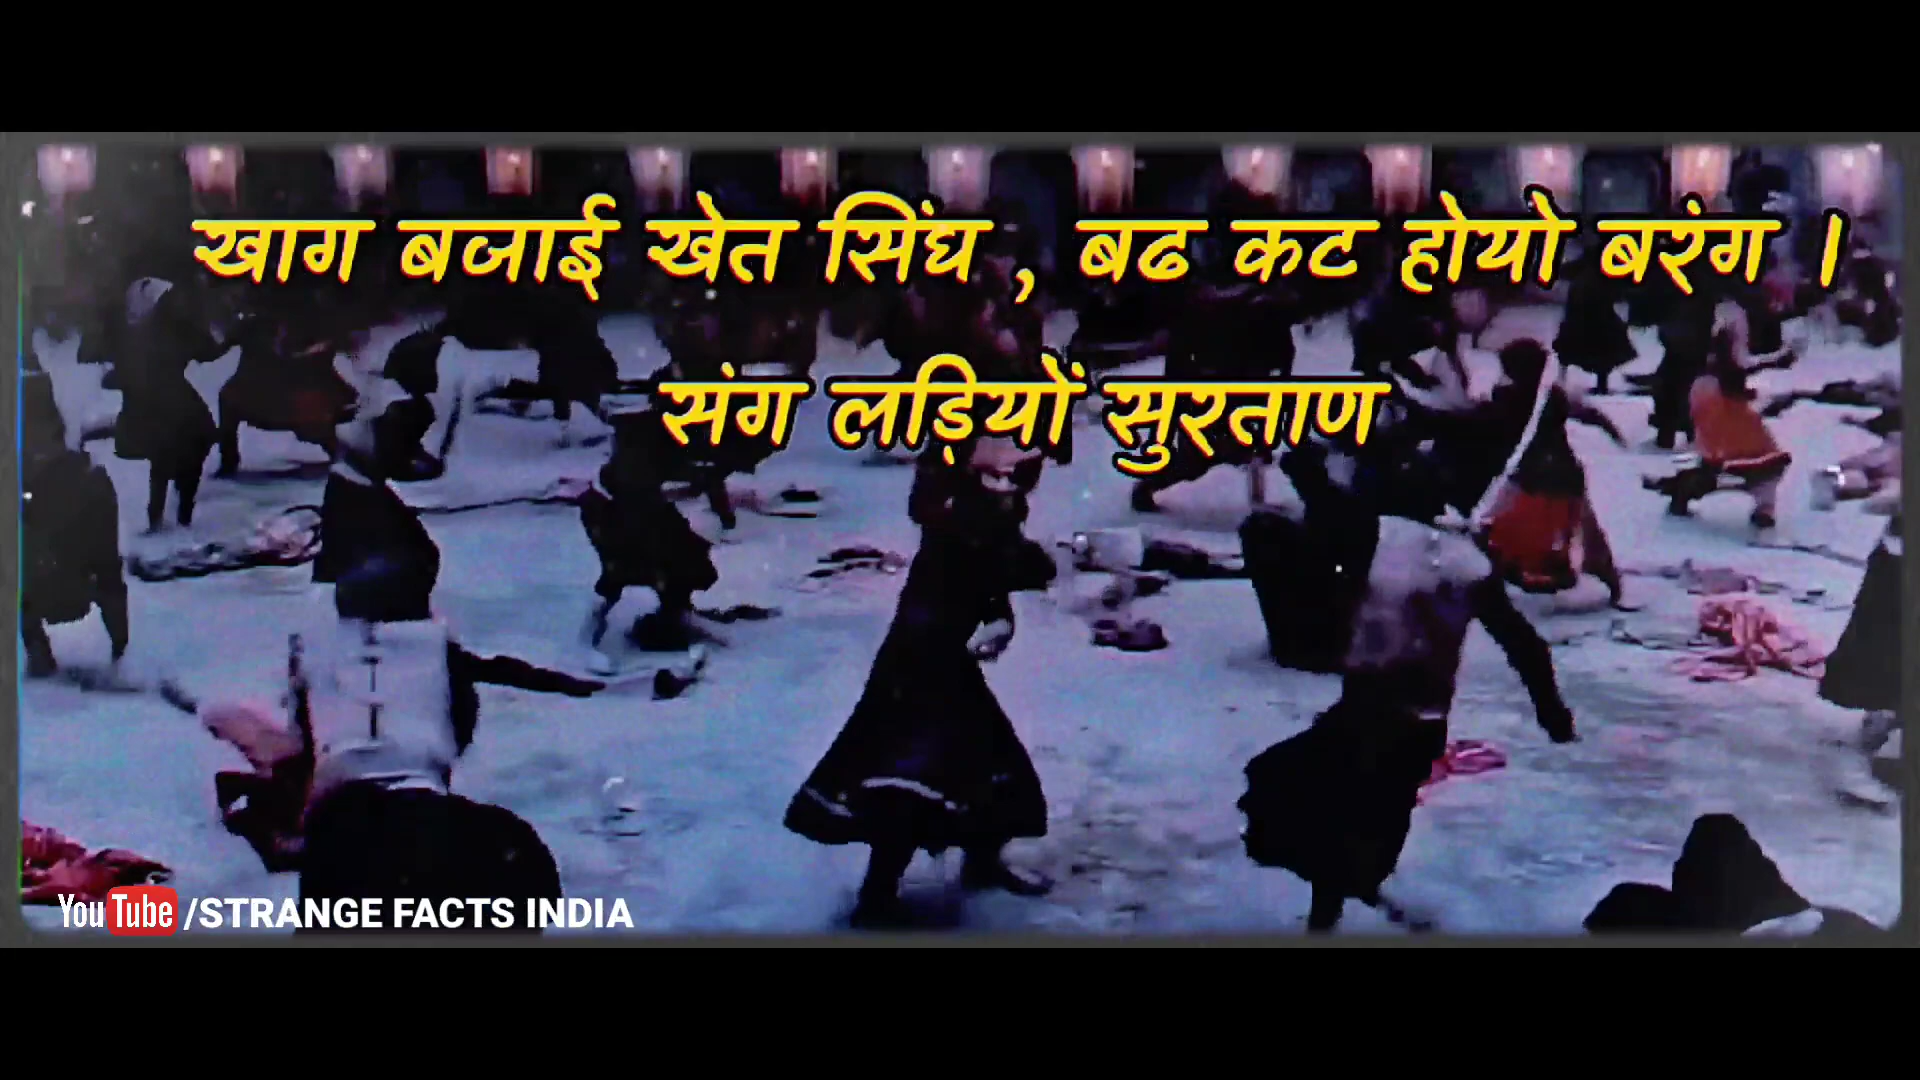 खाग बजाई खेत सिंघ , बढ कट होयो बरंग ।
संग लड़ियों सुरताण
YouTube /STRANGE FACTS INDIA